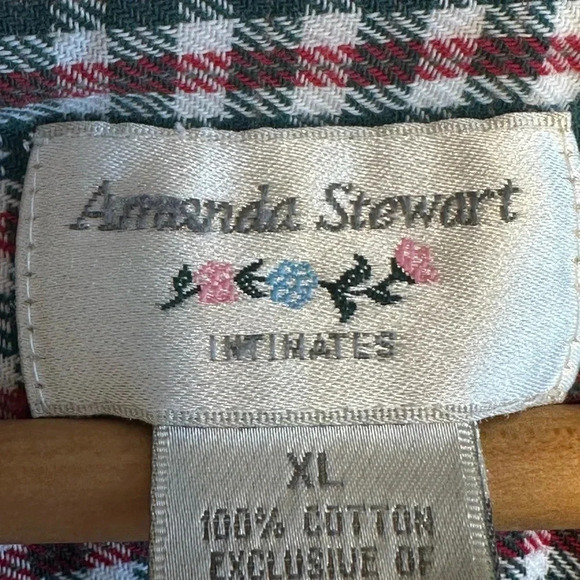 Amanda Stewart
INTIMATES
XL
100% COTTON
EXCLUSIVE OF